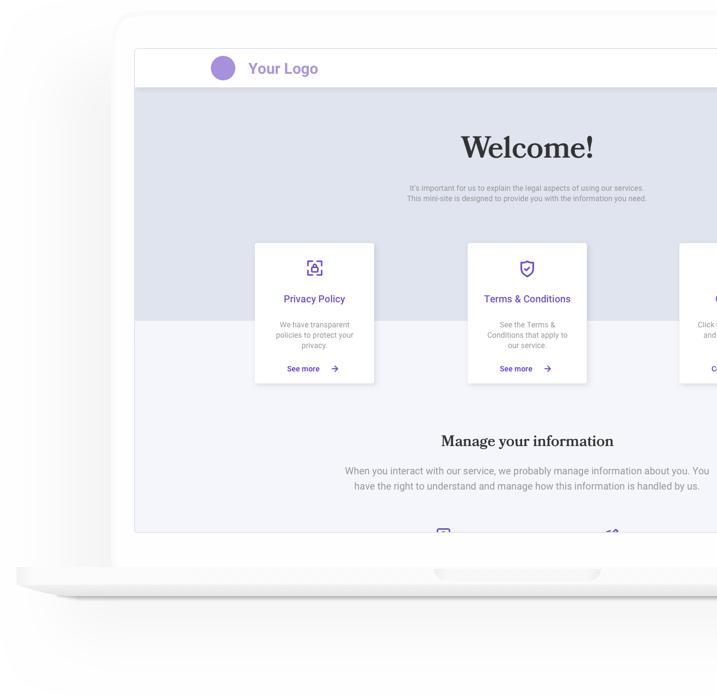 Your Logo
Welcome!
It's important for us to explain the legal aspects of using our services.
This mini-site is designed to provide you with the information you need.
Privacy Policy
We have transparent
policies to protect your
privacy.
See more
Terms & Conditions
See the Terms &
Conditions that apply to
our service.
See more
Click
and
Manage your information
When you interact with our service, we probably manage information about you. You
have the right to understand and manage how this information is handled by us.